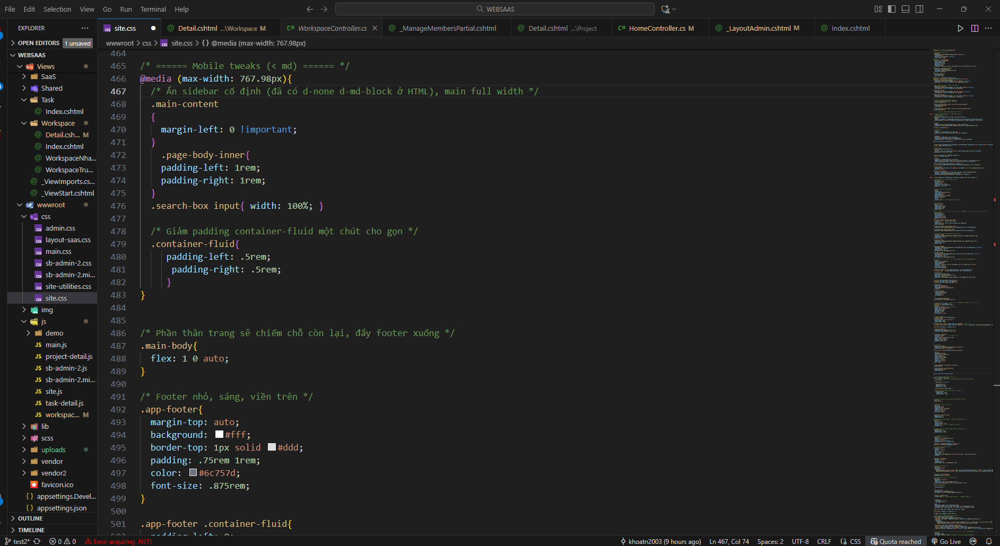 File Edit Selection View Go Run Terminal Help
WEBSAAS
EXPLORER
site.css
Detail.cshtml ...\Workspace M
WorkspaceController.cs
_ManageMembersPartial.cshtml
Detail.cshtml ...\Project
HomeController.cs M
_LayoutAdmin.cshtml M
Index.cshtml
OPEN EDITORS 1 unsaved
wwwroot > css > site.css > {} @media (max-width: 767.98px)
WEBSAAS
Views
SaaS
Shared
Task
Index.cshtml
Workspace
Detail.csh... M
Index.cshtml
WorkspaceNha...
WorkspaceTru...
_ViewImports.cs...
_ViewStart.cshtml
wwwroot
css
admin.css
layout-saas.css
main.css
sb-admin-2.css
sb-admin-2.mi...
site-utilities.css
site.css
img
js
demo
main.js
project-detail.js
sb-admin-2.js
sb-admin-2.mi...
site.js
task-detail.js
workspac... M
lib
scss
uploads
vendor
vendor2
favicon.ico
appsettings.Devel...
appsettings.json
OUTLINE
TIMELINE
464
465 /* ====== Mobile tweaks (< md) ====== */
466 @media (max-width: 767.98px){
467 /* Ẩn sidebar cố định (đã có d-none d-md-block ở HTML), main full width */
468 .main-content
469 {
470 margin-left: 0 !important;
471 }
472 .page-body-inner{
473 padding-left: 1rem;
474 padding-right: 1rem;
475 }
476 .search-box input{ width: 100%; }
477
478 /* Giảm padding container-fluid một chút cho gọn */
479 .container-fluid{
480 padding-left: .5rem;
481 padding-right: .5rem;
482 }
483 }
484
485
486 /* Phần thân trang sẽ chiếm chỗ còn lại, đẩy footer xuống */
487 .main-body{
488 flex: 1 0 auto;
489 }
490
491 /* Footer nhỏ, sáng, viền trên */
492 .app-footer{
493 margin-top: auto;
494 background: #fff;
495 border-top: 1px solid #ddd;
496 padding: .75rem 1rem;
497 color: #6c757d;
498 font-size: .875rem;
499 }
500
501 .app-footer .container-fluid{
test2* 0 0 Error acquiring .NET! khoatn2003 (9 hours ago) Ln 467, Col 74 Spaces: 2 UTF-8 CRLF {} CSS Quota reached Go Live